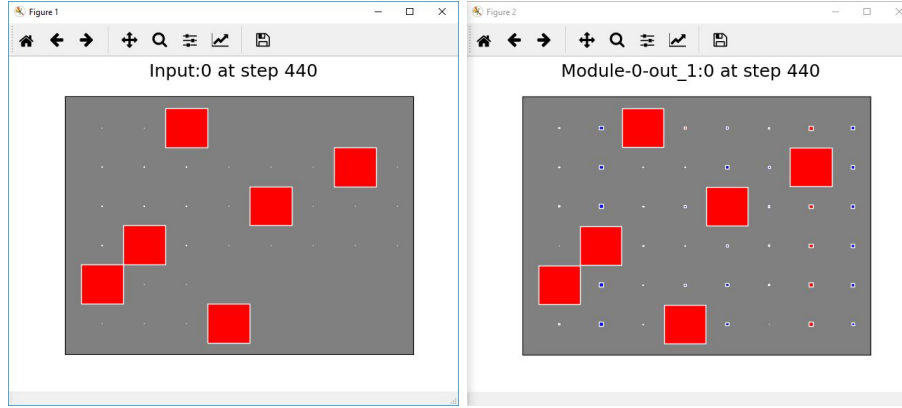 Figure 1
Figure 2
Input:0 at step 440
Module-0-out_1:0 at step 440